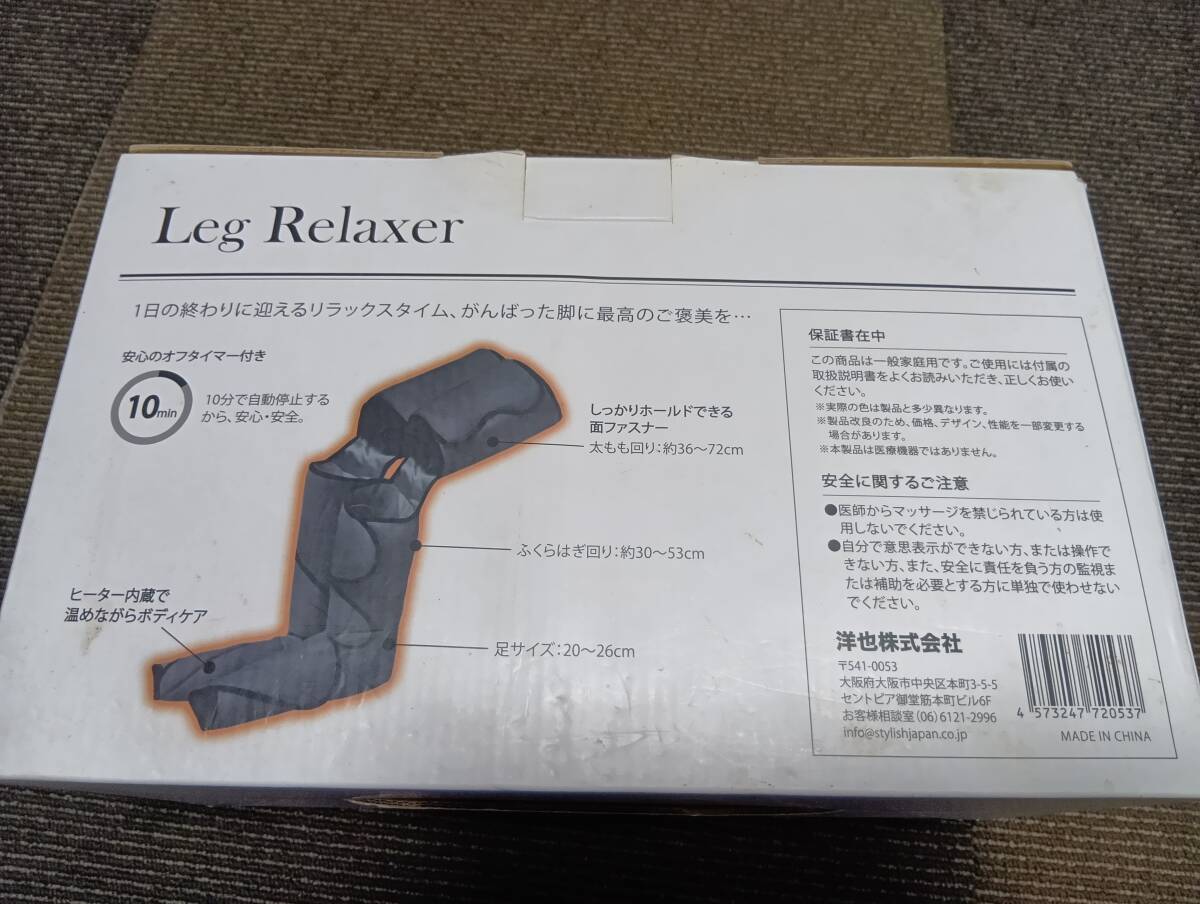 Leg Relaxer
1日の終わりに迎えるリラックスタイム、がんばった脚に最高のご褒美を…
安心のオフタイマー付き
10min
10分で自動停止する
から、安心・安全。
しっかりホールドできる
面ファスナー
太もも回り:約36〜72cm
ふくらはぎ回り:約30〜53cm
ヒーター内蔵で
温めながらボディケア
足サイズ:20〜26cm
保証書在中
この商品は一般家庭用です。ご使用には付属の
取扱説明書をよくお読みいただき、正しくお使い
ください。
※実際の色は製品と多少異なります。
※製品改良のため、価格、デザイン、性能を一部変更する
場合があります。
※本製品は医療機器ではありません。
安全に関するご注意
●医師からマッサージを禁じられている方は使
用しないでください。
●自分で意思表示ができない方、または操作で
きない方、また、安全に責任を負う方の監視ま
たは補助を必要とする方に単独で使わせない
でください。
洋也株式会社
〒541-0053
大阪府大阪市中央区本町3-5-5
セントピア御堂筋本町ビル6F
お客様相談室(06)6121-2996
info@stylishjapan.co.jp
4 573247 720537
MADE IN CHINA